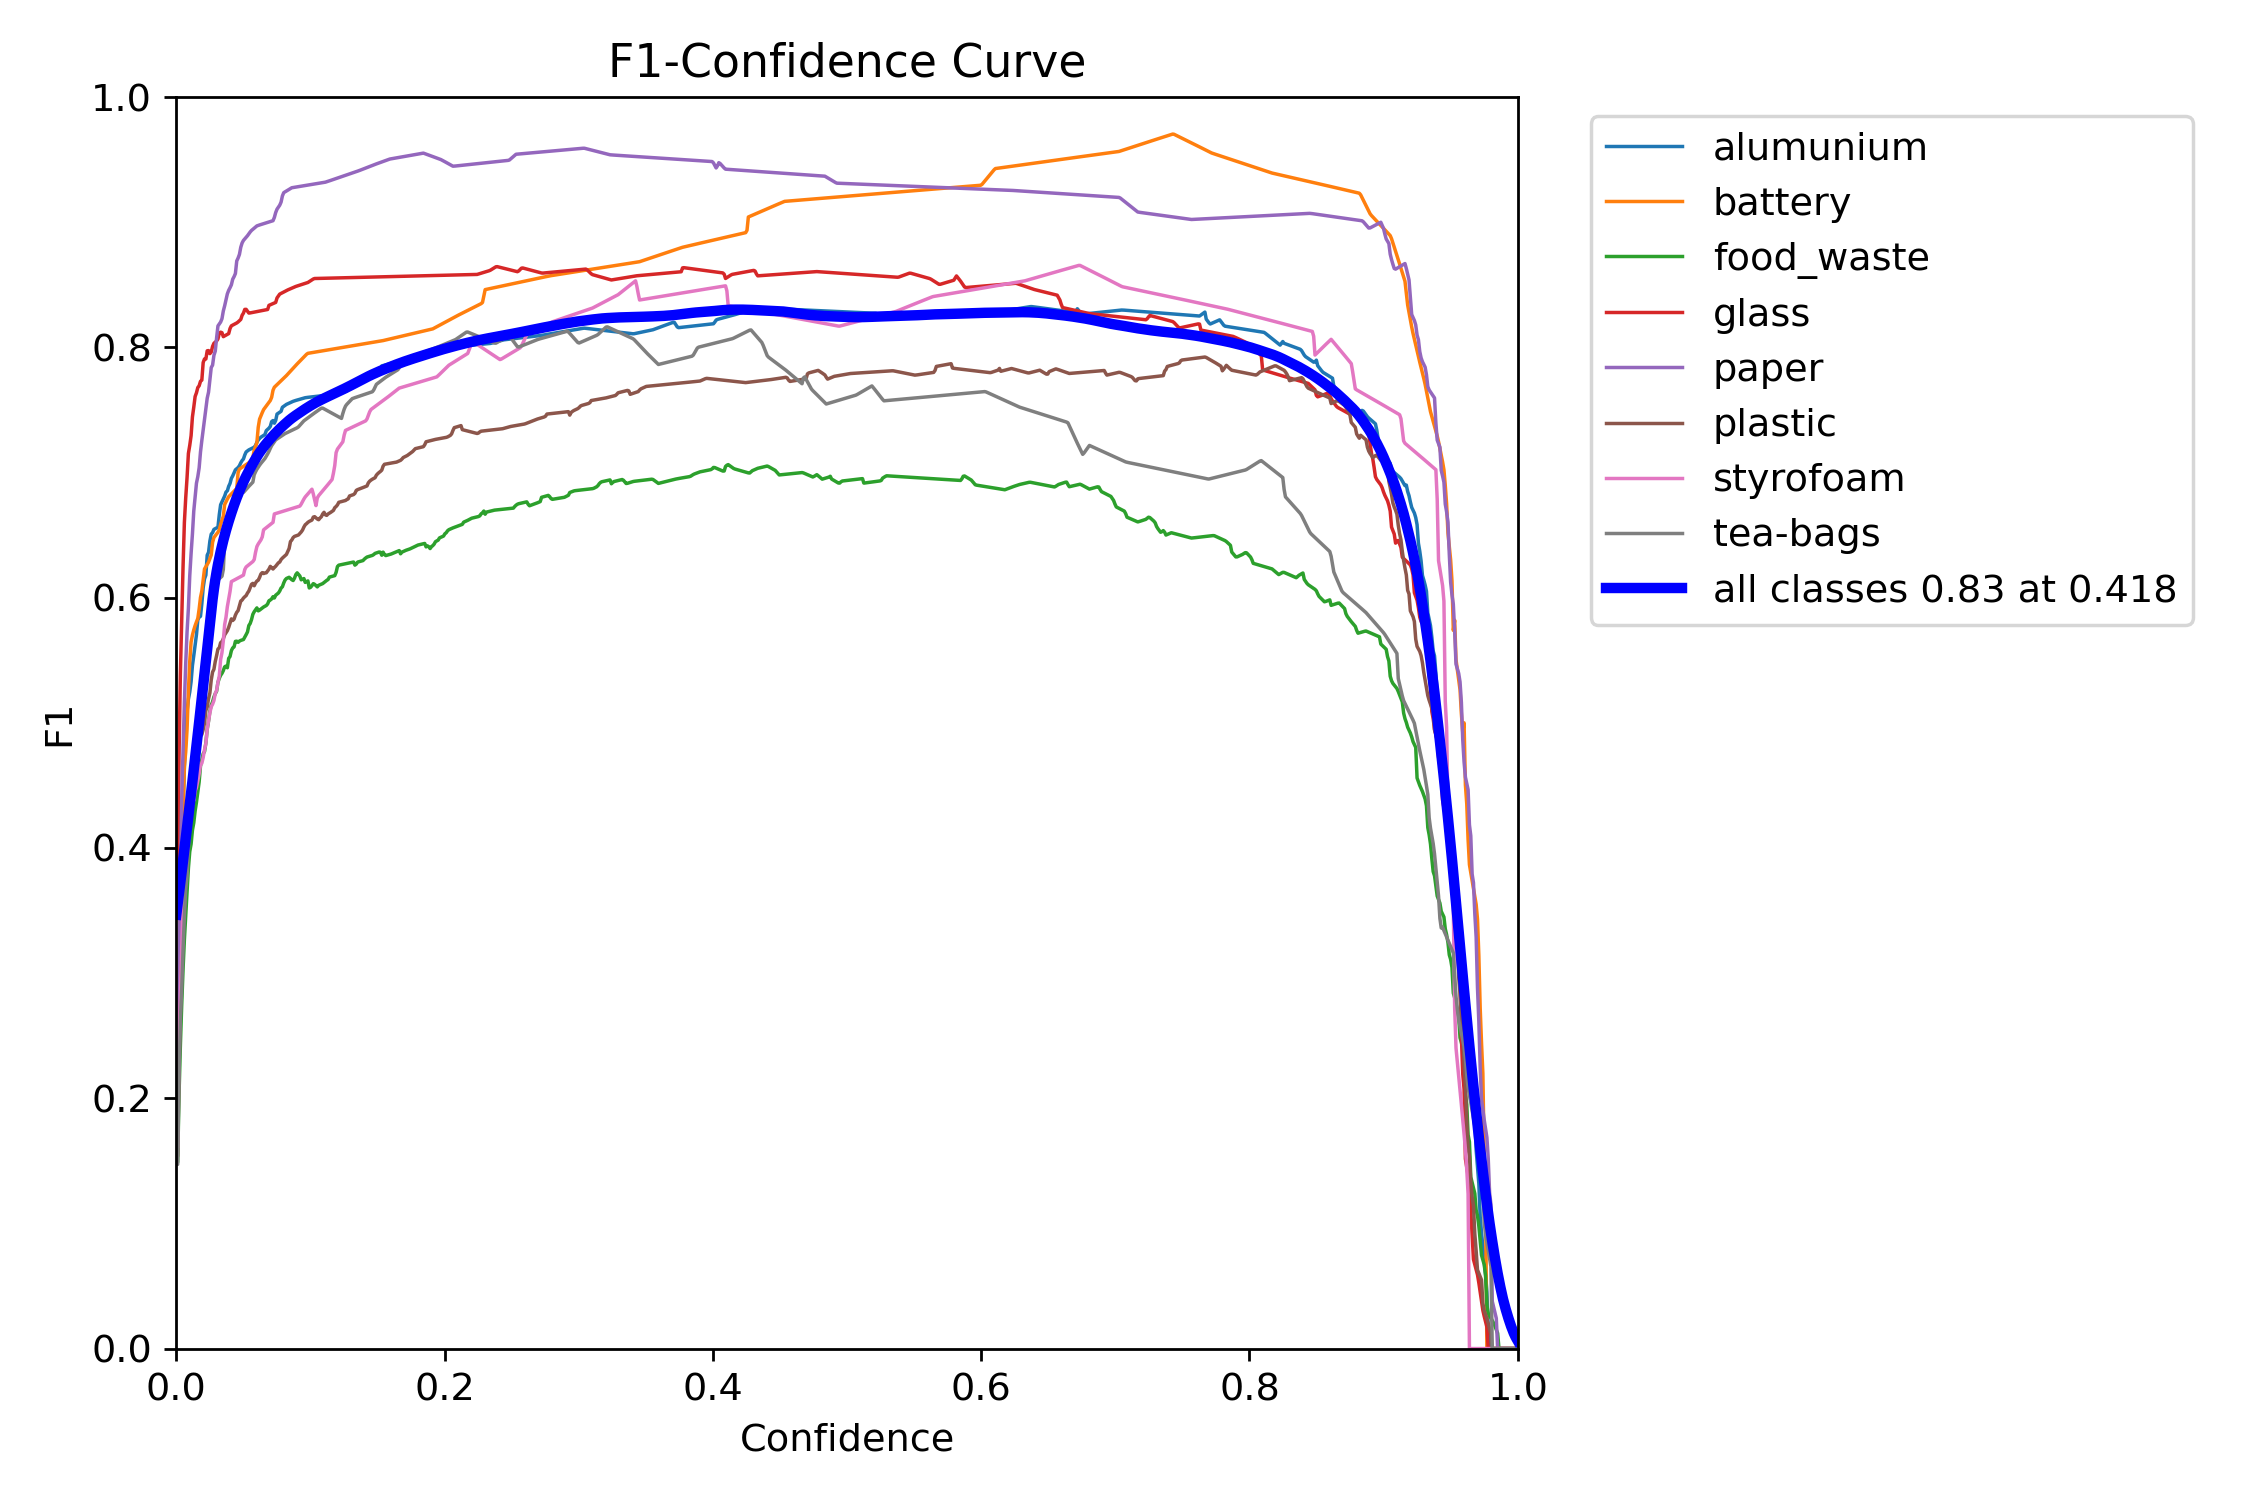 F1-Confidence Curve
1.0
0.8
0.6
0.4
0.2
0.0
F1
0.0 0.2 0.4 0.6 0.8 1.0
Confidence
alumunium
battery
food_waste
glass
paper
plastic
styrofoam
tea-bags
all classes 0.83 at 0.418